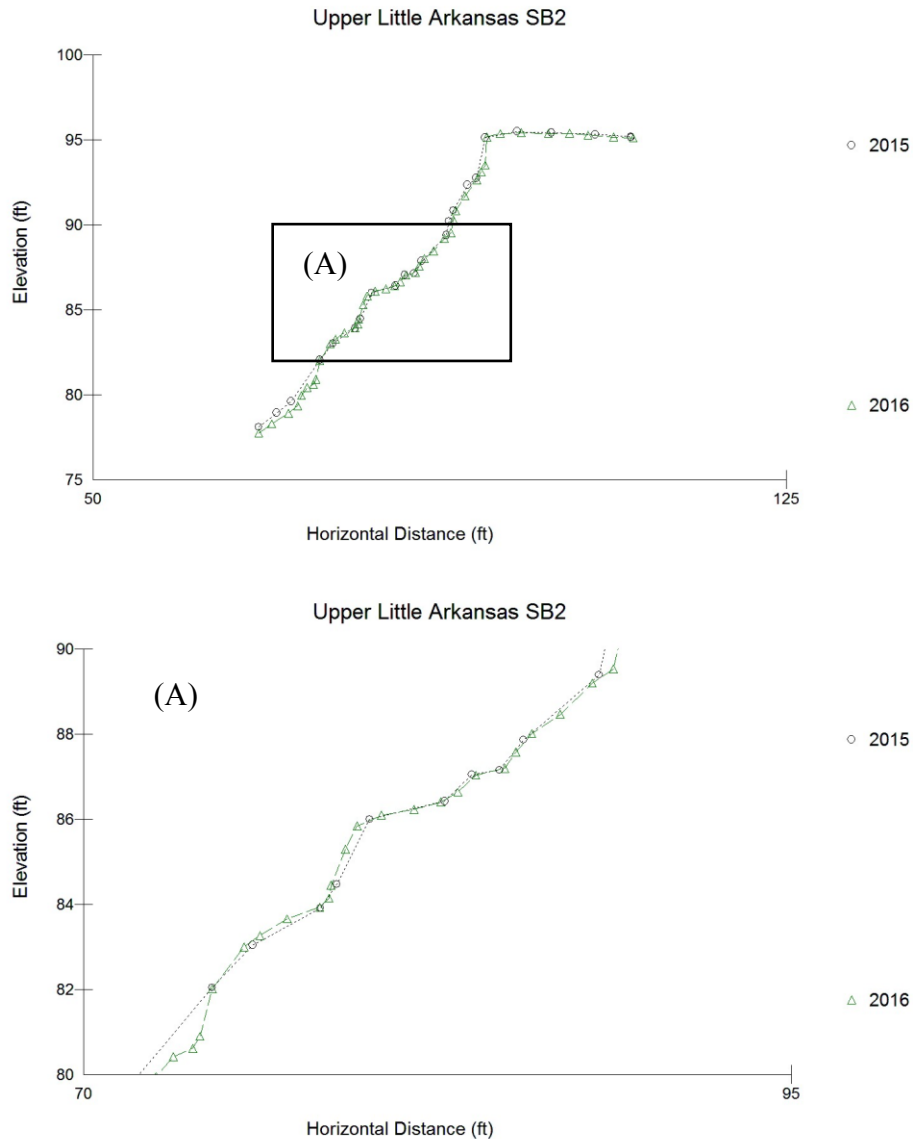 Upper Little Arkansas SB2
100
95
90
85
80
75
50
125
Elevation (ft)
Horizontal Distance (ft)
(A)
2015
2016
Upper Little Arkansas SB2
90
88
86
84
82
80
70
95
Elevation (ft)
Horizontal Distance (ft)
(A)
2015
2016